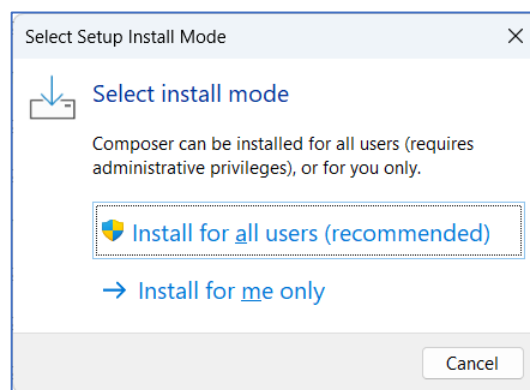 Select Setup Install Mode
Select install mode
Composer can be installed for all users (requires
administrative privileges), or for you only.
Install for all users (recommended)
Install for me only
Cancel